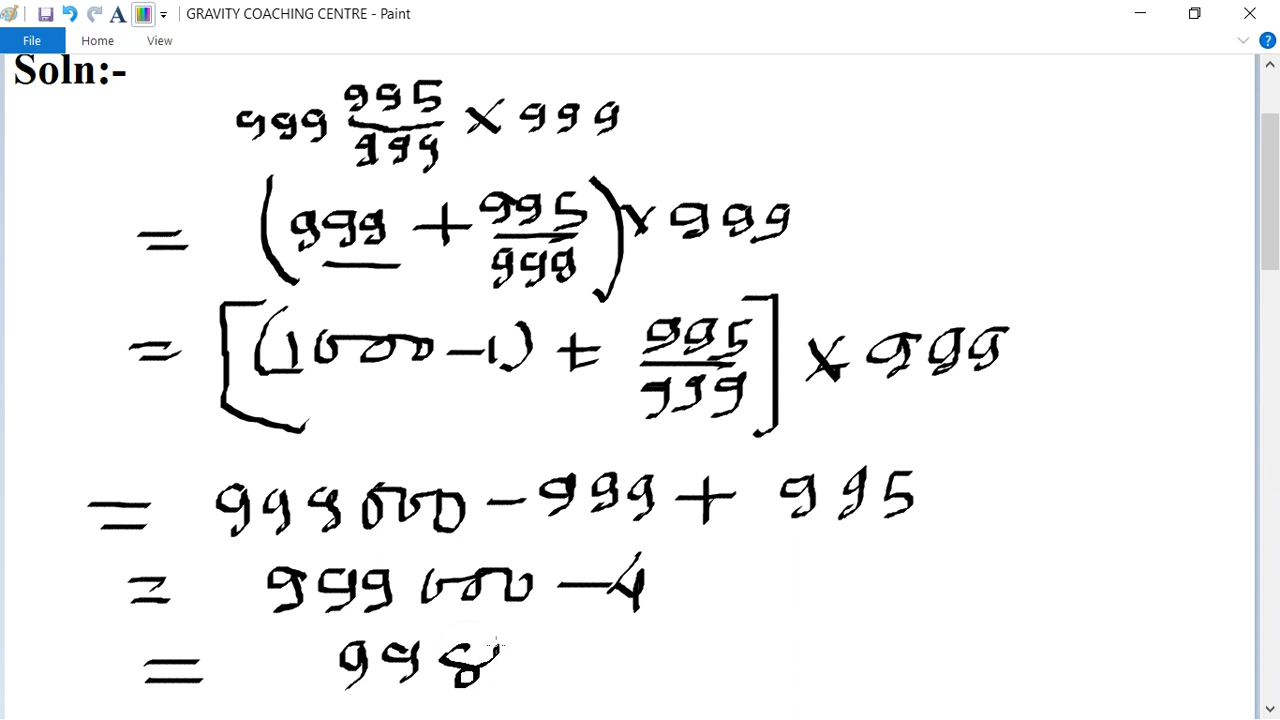 GRAVITY COACHING CENTRE - Paint
File Home View
Soln:-
999 995/999 × 999
= (999 + 995/999) × 999
= [(1000 - 1) + 995/999] × 999
= 999000 - 999 + 995
= 999000 - 4
= 998